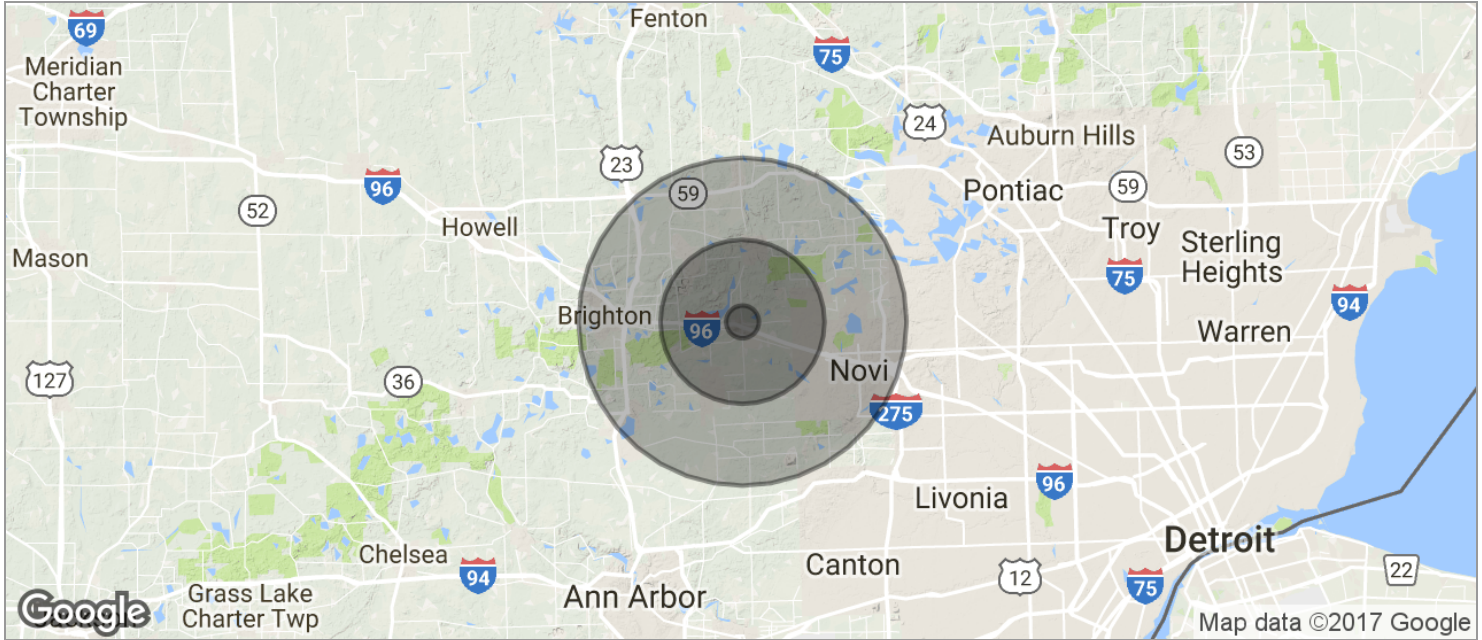 Fenton
69
75
Meridian
Charter
Township
24
Auburn Hills
53
23
96
59
Pontiac
59
52
Howell
Troy
Sterling
Heights
Mason
75
94
Brighton
96
Warren
127
36
Novi
275
96
Livonia
Detroit
Chelsea
94
Canton
12
22
75
Grass Lake
Charter Twp
Ann Arbor
Google
Map data ©2017 Google